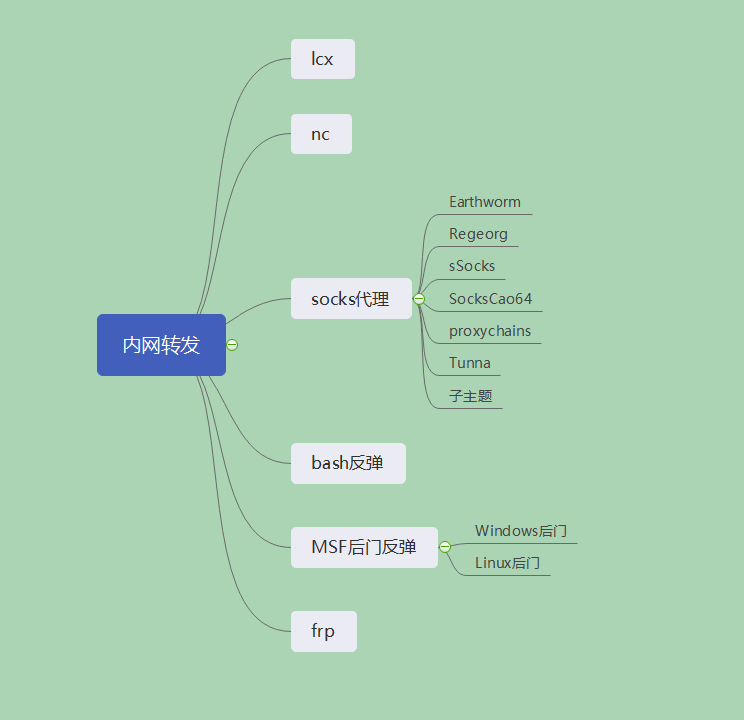 内网转发
lcx
nc
socks代理
Earthworm
Regeorg
sSocks
SocksCao64
proxychains
Tunna
子主题
bash反弹
MSF后门反弹
Windows后门
Linux后门
frp